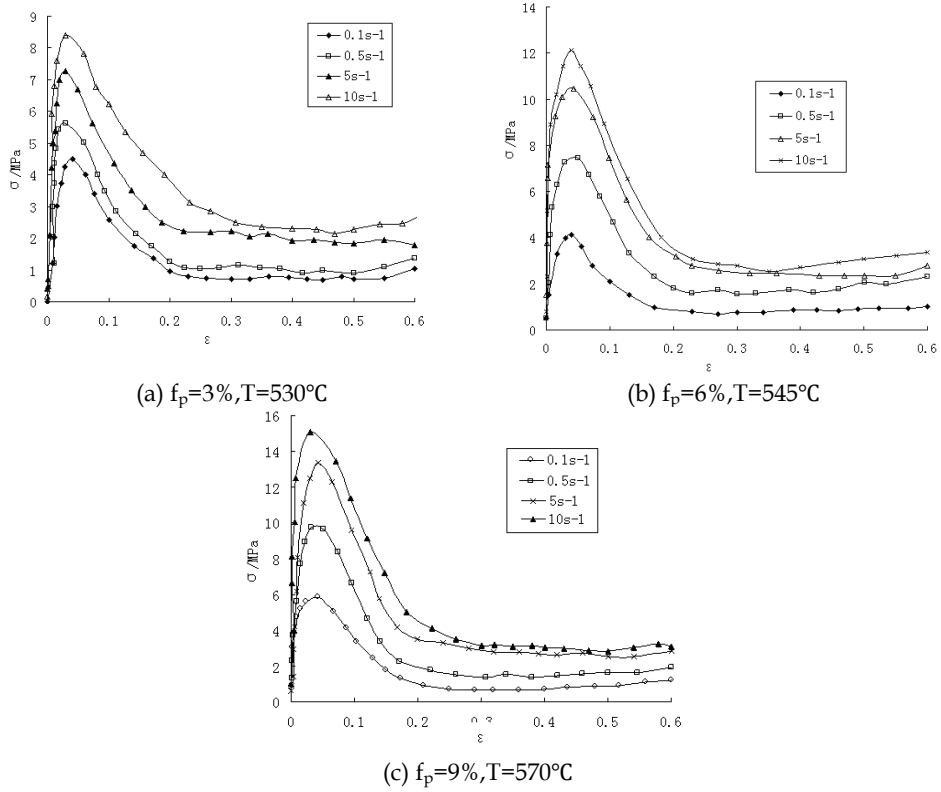 9
8
7
6
5
4
3
2
1
0
σ/MPa
0 0.1 0.2 0.3 0.4 0.5 0.6
ε
0.1s-1
0.5s-1
5s-1
10s-1
(a) fp=3%,T=530℃
14
12
10
8
6
4
2
0
σ/MPa
0 0.1 0.2 0.3 0.4 0.5 0.6
ε
0.1s-1
0.5s-1
5s-1
10s-1
(b) fp=6%,T=545℃
16
14
12
10
8
6
4
2
0
σ/MPa
0 0.1 0.2 0.3 0.4 0.5 0.6
ε
0.1s-1
0.5s-1
5s-1
10s-1
(c) fp=9%,T=570℃